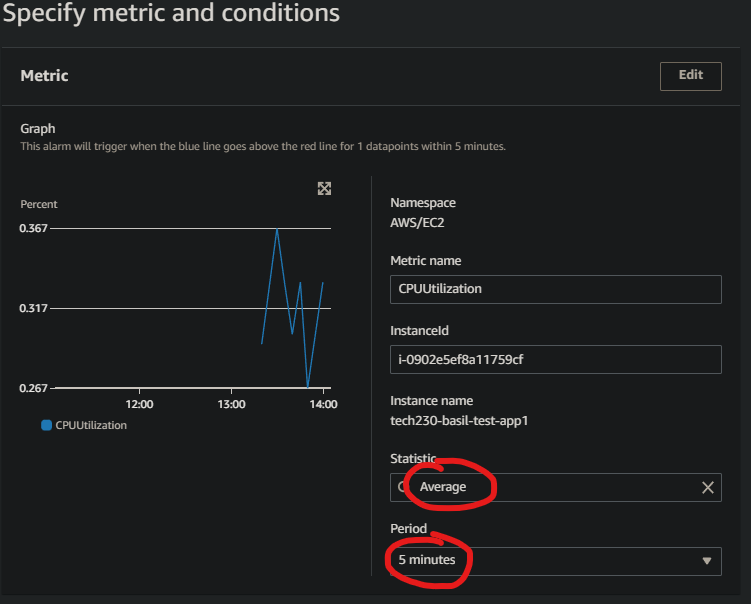 Specify metric and conditions
Metric
Edit
Graph
This alarm will trigger when the blue line goes above the red line for 1 datapoints within 5 minutes.
Percent
0.367
0.317
0.267
12:00
13:00
14:00
CPUUtilization
Namespace
AWS/EC2
Metric name
CPUUtilization
InstanceId
i-0902e5ef8a11759cf
Instance name
tech230-basil-test-app1
Statistic
Average
Period
5 minutes